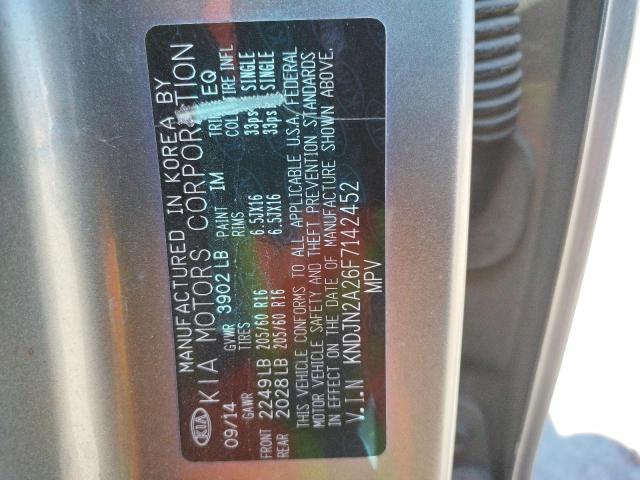 MANUFACTURED IN KOREA BY
KIA KIA MOTORS CORPORATION
09/14 GVWR 3902 LB PAINT IM TRIM EQ
GAWR TIRES RIMS COLD TIRE INFL
FRONT 2249 LB 205/60 R16 6.5JX16 33psi SINGLE
REAR 2028 LB 205/60 R16 6.5JX16 33psi SINGLE
THIS VEHICLE CONFORMS TO ALL APPLICABLE U.S.A. FEDERAL
MOTOR VEHICLE SAFETY AND THEFT PREVENTION STANDARDS
IN EFFECT ON THE DATE OF MANUFACTURE SHOWN ABOVE.
V.I.N KNDJN2A26F7142452
MPV